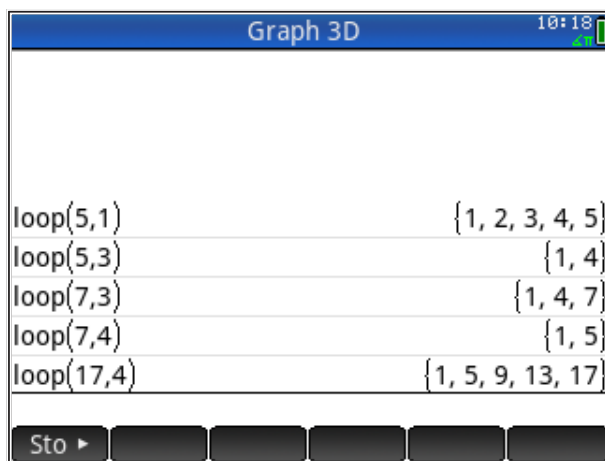 Graph 3D 10:18
∡π
loop(5,1) {1, 2, 3, 4, 5}
loop(5,3) {1, 4}
loop(7,3) {1, 4, 7}
loop(7,4) {1, 5}
loop(17,4) {1, 5, 9, 13, 17}
Sto ►